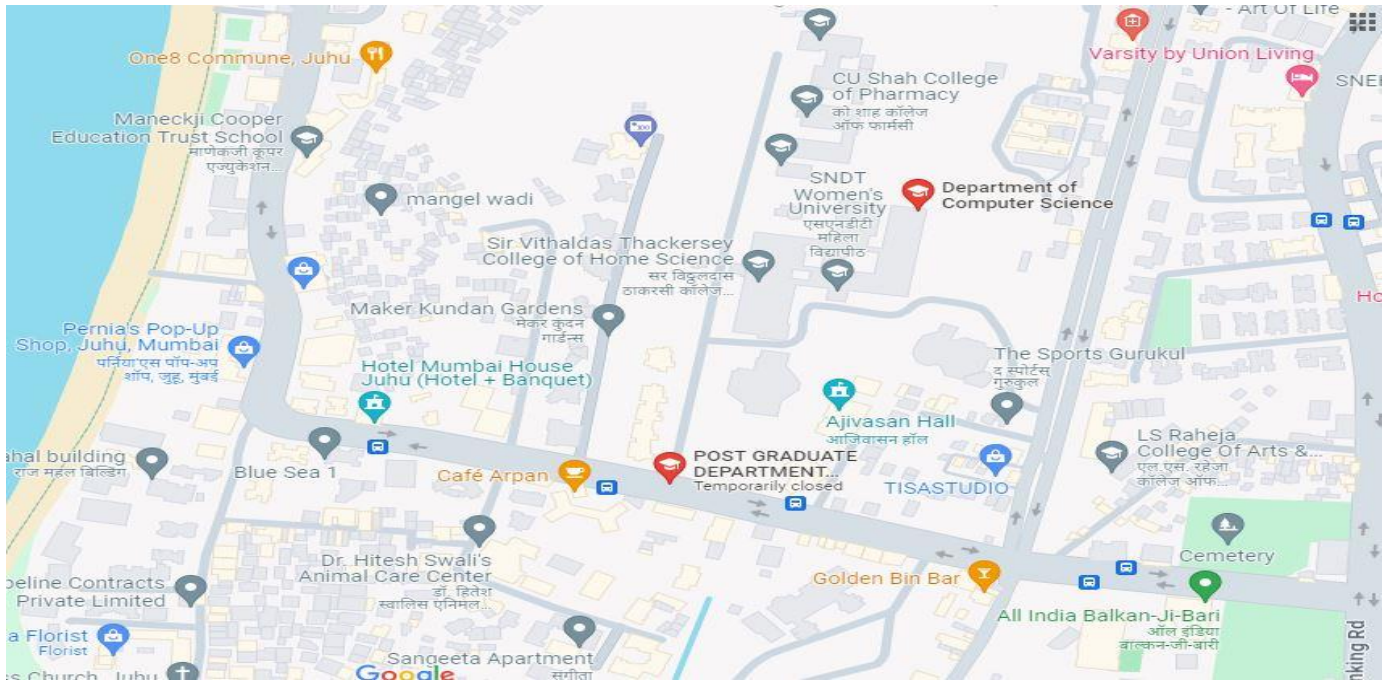 - Art Of Life
One8 Commune, Juhu
Varsity by Union Living
SNEH
CU Shah College
of Pharmacy
को शाह कॉलेज
ऑफ फार्मसी
Maneckji Cooper
Education Trust School
माणेकजी कूपर
एज्युकेशन...
100
mangel wadi
SNDT
Women's
University
एसएनडीटी
महिला
विद्यापीठ
Department of
Computer Science
Sir Vithaldas Thackersey
College of Home Science
सर विठ्ठलदास
ठाकरसी कॉलेज...
Maker Kundan Gardens
मेकर कुंदन
गार्डन्स
Ho
Pernia's Pop-Up
Shop, Juhu, Mumbai
पर्निया'एस पॉप-अप
शॉप, जुहू, मुंबई
Hotel Mumbai House
Juhu (Hotel + Banquet)
The Sports Gurukul
द स्पोर्टस्
गुरुकुल
Ajivasan Hall
आजिवासन हॉल
LS Raheja
College Of Arts &...
एल.एस. रहेजा
कॉलेज ऑफ...
ahal building
राज महल बिल्डिंग
Blue Sea 1
Café Arpan
POST GRADUATE
DEPARTMENT...
Temporarily closed
TISASTUDIO
Cemetery
Dr. Hitesh Swali's
Animal Care Center
डॉ. हितेश
स्वालिस एनिमल...
Golden Bin Bar
peline Contracts
Private Limited
All India Balkan-Ji-Bari
ऑल इंडिया
बाल्कन-जी-बारी
a Florist
Florist
Sangeeta Apartment
संगीता
ss Church, Juhu
Google
nking Rd